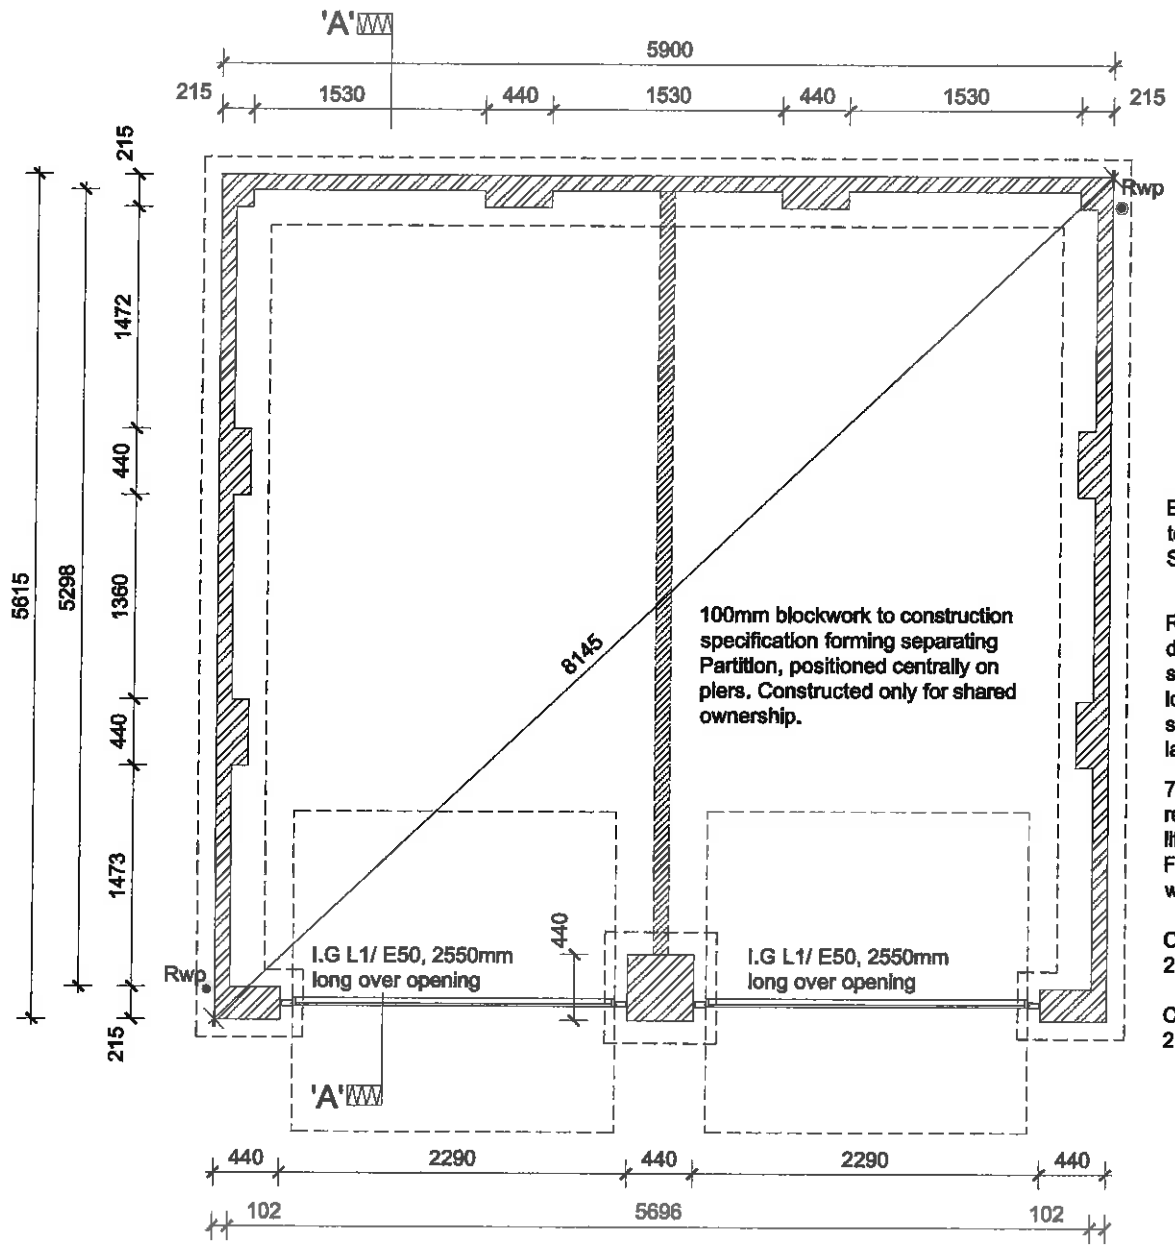 'A'
5900
215 1530 440 1530 440 1530 215
215
Rwp
1472
440
5615
5298
1360
8145
100mm blockwork to construction
specification forming separating
Partition, positioned centrally on
piers. Constructed only for shared
ownership.
440
1473
440
I.G L1/ E50, 2550mm
long over opening
I.G L1/ E50, 2550mm
long over opening
Rwp
215
'A'
440 2290 440 2290 440
102 5696 102